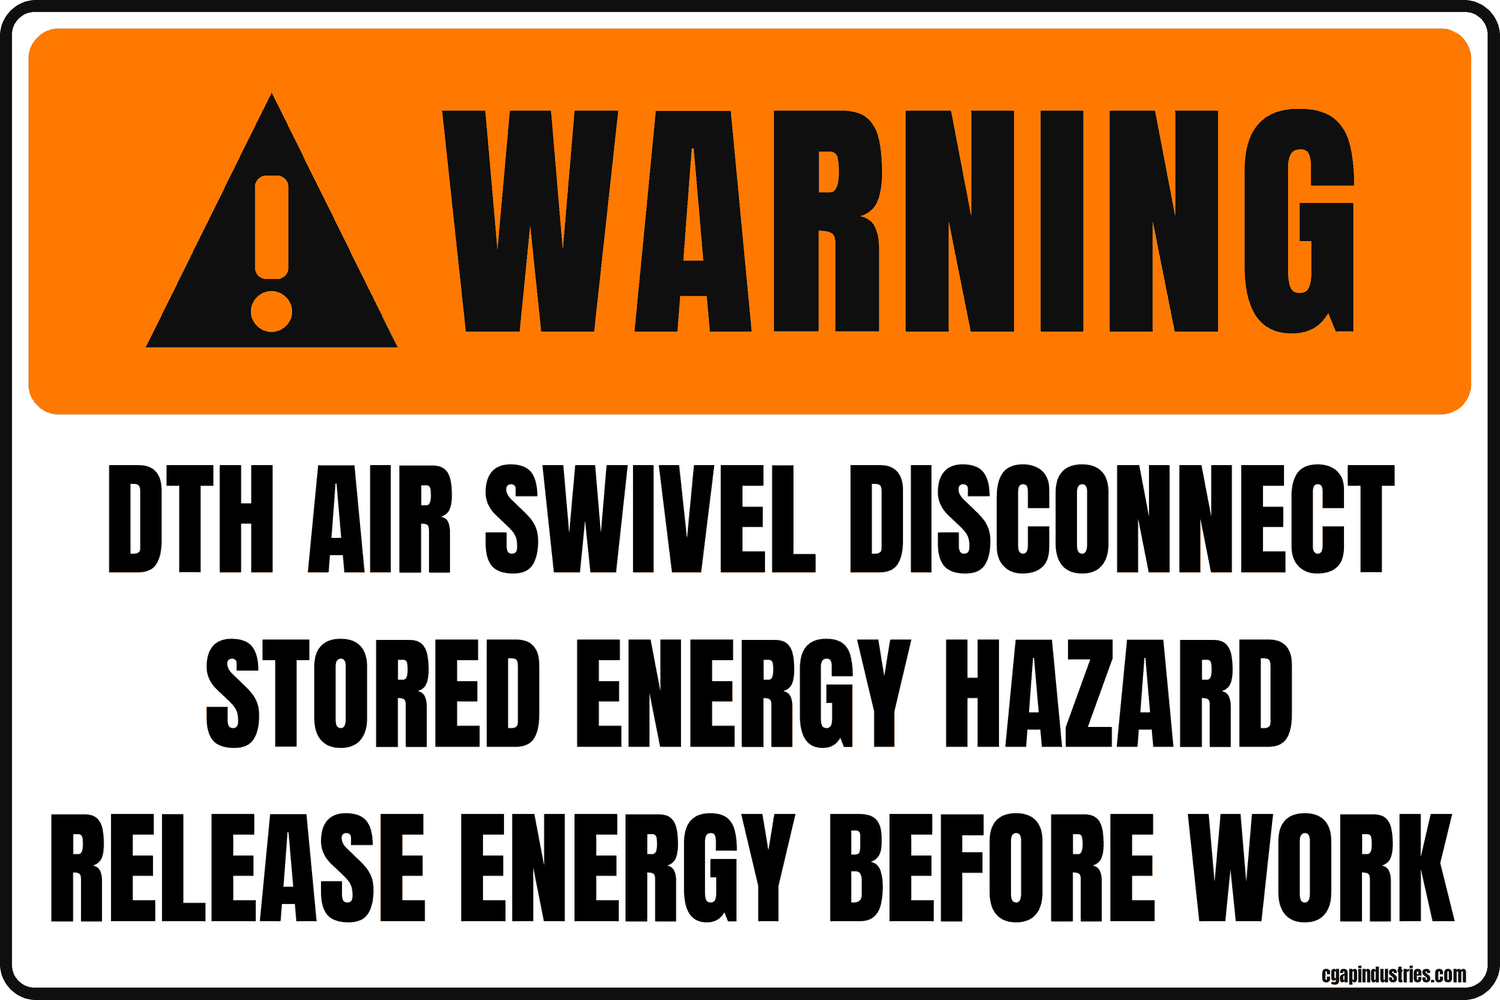 WARNING
DTH AIR SWIVEL DISCONNECT
STORED ENERGY HAZARD
RELEASE ENERGY BEFORE WORK
cgapindustries.com